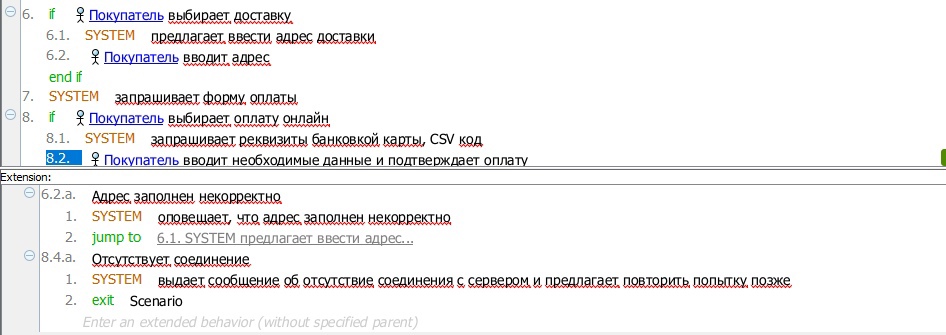 6. if Покупатель выбирает доставку
6.1. SYSTEM предлагает ввести адрес доставки
6.2. Покупатель вводит адрес
end if
7. SYSTEM запрашивает форму оплаты
8. if Покупатель выбирает оплату онлайн
8.1. SYSTEM запрашивает реквизиты банковкой карты, CSV код
8.2. Покупатель вводит необходимые данные и подтверждает оплату
Extension:
6.2.a. Адрес заполнен некорректно
1. SYSTEM оповещает, что адрес заполнен некорректно
2. jump to 6.1. SYSTEM предлагает ввести адрес...
8.4.a. Отсутствует соединение
1. SYSTEM выдает сообщение об отсутствие соединения с сервером и предлагает повторить попытку позже
2. exit Scenario
Enter an extended behavior (without specified parent)